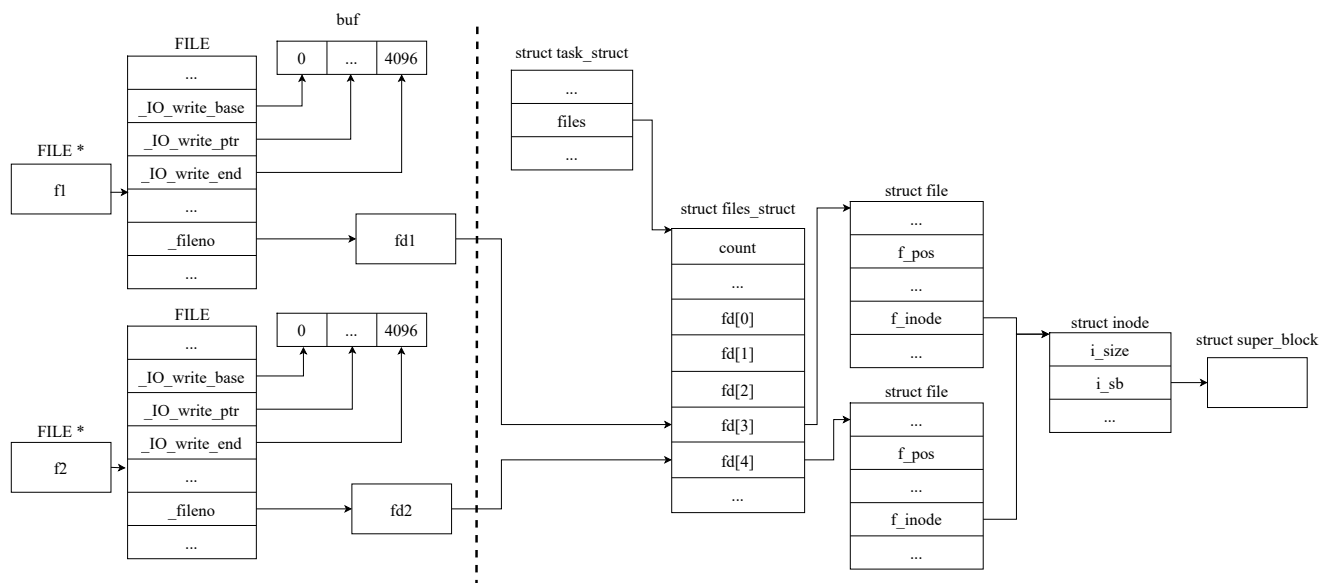 buf
FILE
0 ... 4096
...
_IO_write_base
_IO_write_ptr
_IO_write_end
...
_fileno
...
FILE *
f1
fd1
FILE
0 ... 4096
...
_IO_write_base
_IO_write_ptr
_IO_write_end
...
_fileno
...
FILE *
f2
fd2
struct task_struct
...
files
...
struct files_struct
count
...
fd[0]
fd[1]
fd[2]
fd[3]
fd[4]
...
struct file
...
f_pos
...
f_inode
...
struct file
...
f_pos
...
f_inode
...
struct inode
i_size
i_sb
...
struct super_block